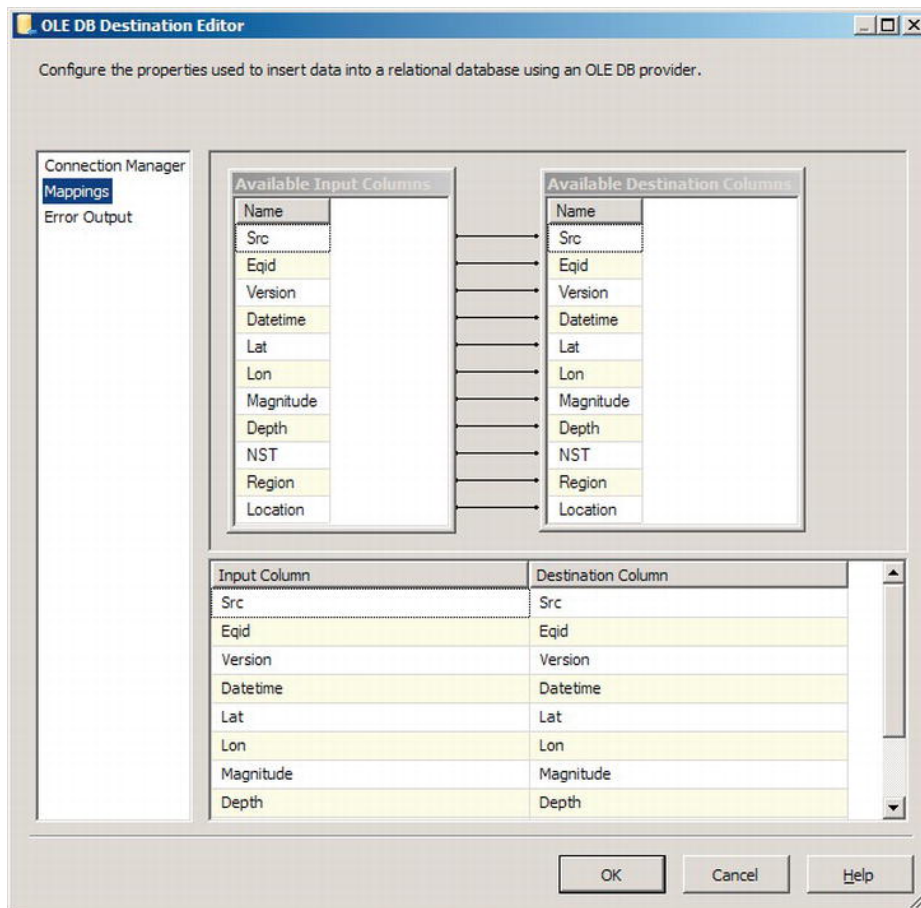 OLE DB Destination Editor
Configure the properties used to insert data into a relational database using an OLE DB provider.
Connection Manager
Mappings
Error Output
Available Input Columns
Name
Src
Eqid
Version
Datetime
Lat
Lon
Magnitude
Depth
NST
Region
Location
Available Destination Columns
Name
Src
Eqid
Version
Datetime
Lat
Lon
Magnitude
Depth
NST
Region
Location
Input Column Destination Column
Src Src
Eqid Eqid
Version Version
Datetime Datetime
Lat Lat
Lon Lon
Magnitude Magnitude
Depth Depth
OK Cancel Help